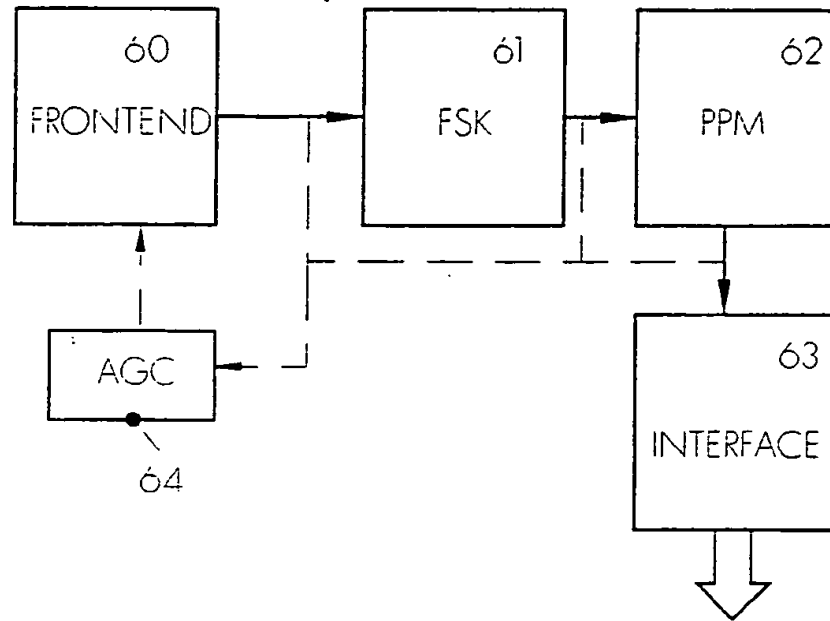 60
FRONTEND
61
FSK
62
PPM
AGC
64
63
INTERFACE